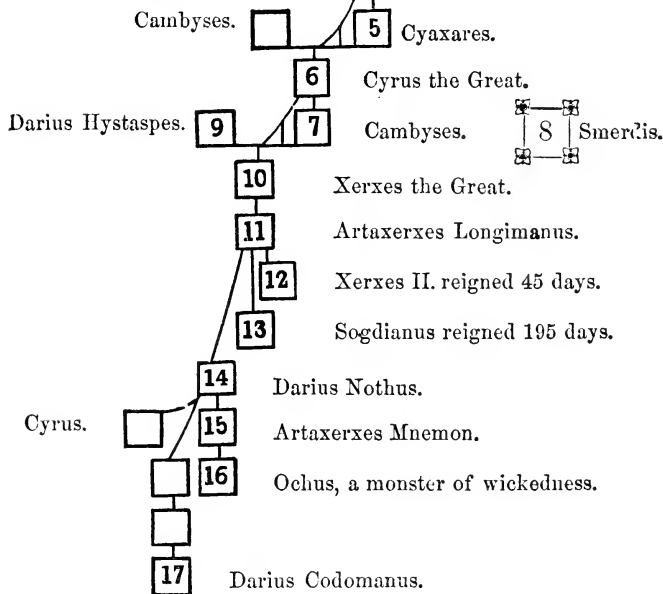 Cambyses. 5 Cyaxares.
6 Cyrus the Great.
Darius Hystaspes. 9 7 Cambyses. 8 Smerdis.
10 Xerxes the Great.
11 Artaxerxes Longimanus.
12 Xerxes II. reigned 45 days.
13 Sogdianus reigned 195 days.
14 Darius Nothus.
Cyrus. 15 Artaxerxes Mnemon.
16 Ochus, a monster of wickedness.
17 Darius Codomanus.